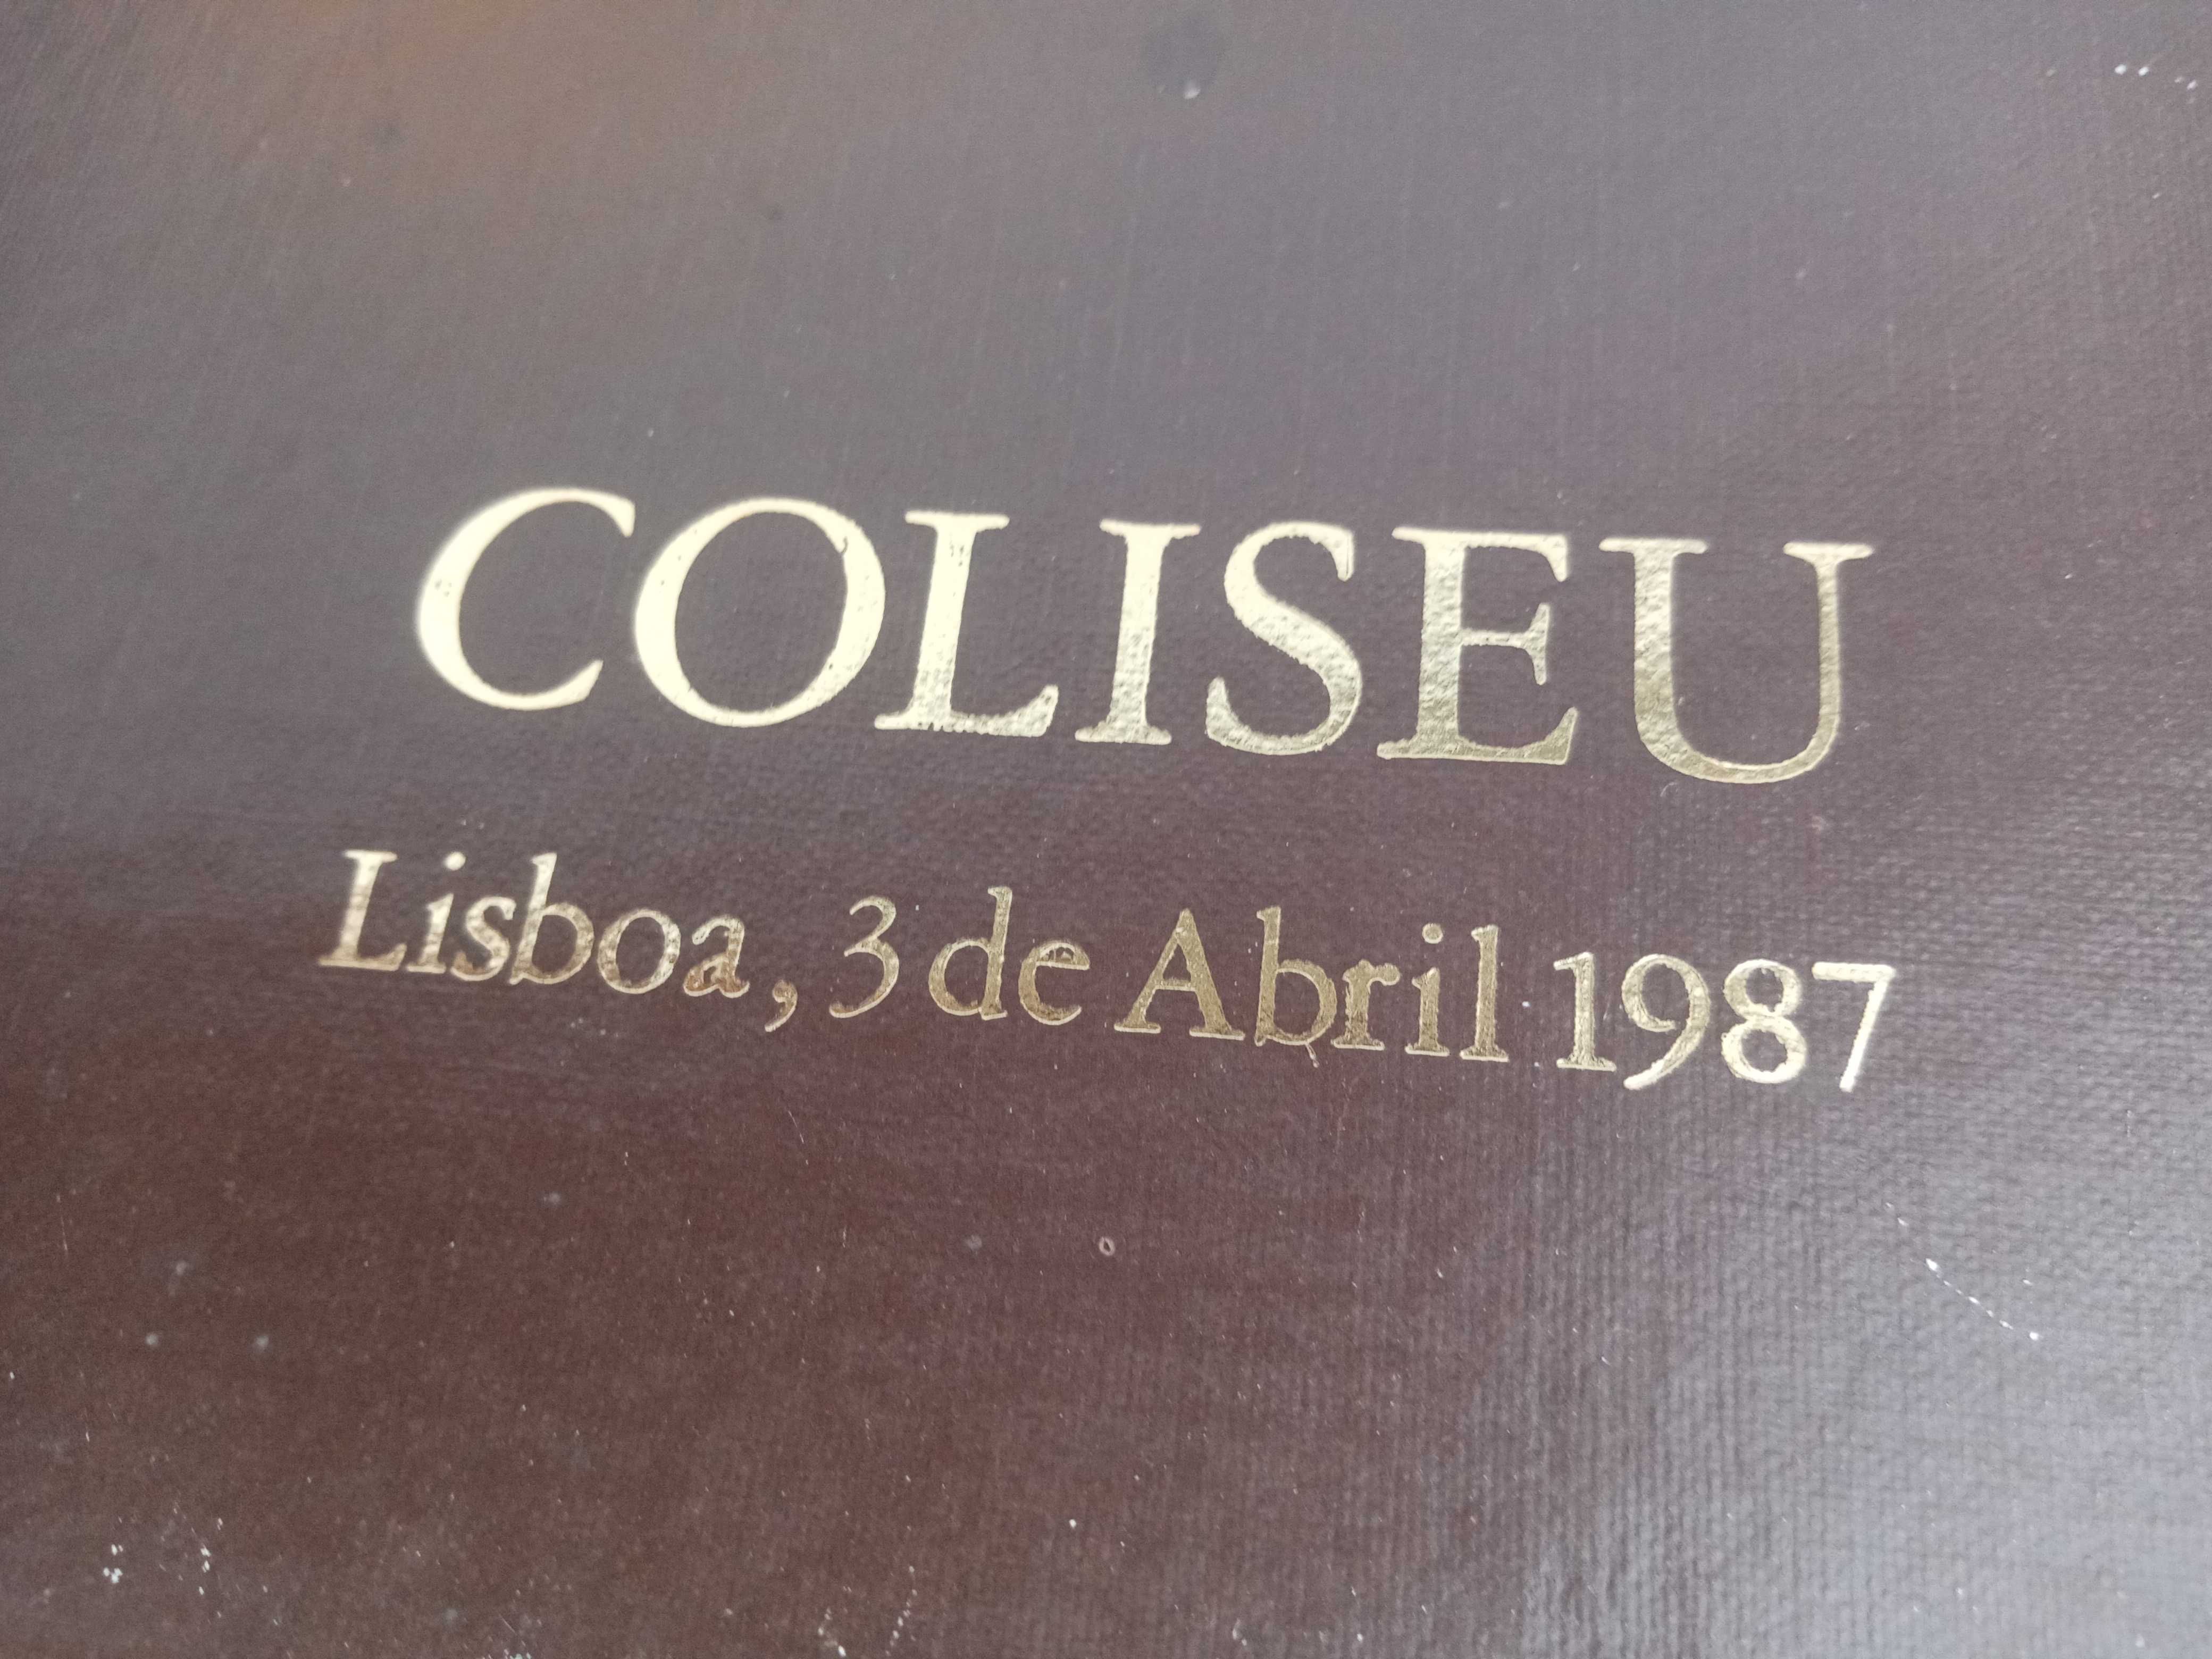 COLISEU
Lisboa, 3 de Abril 1987